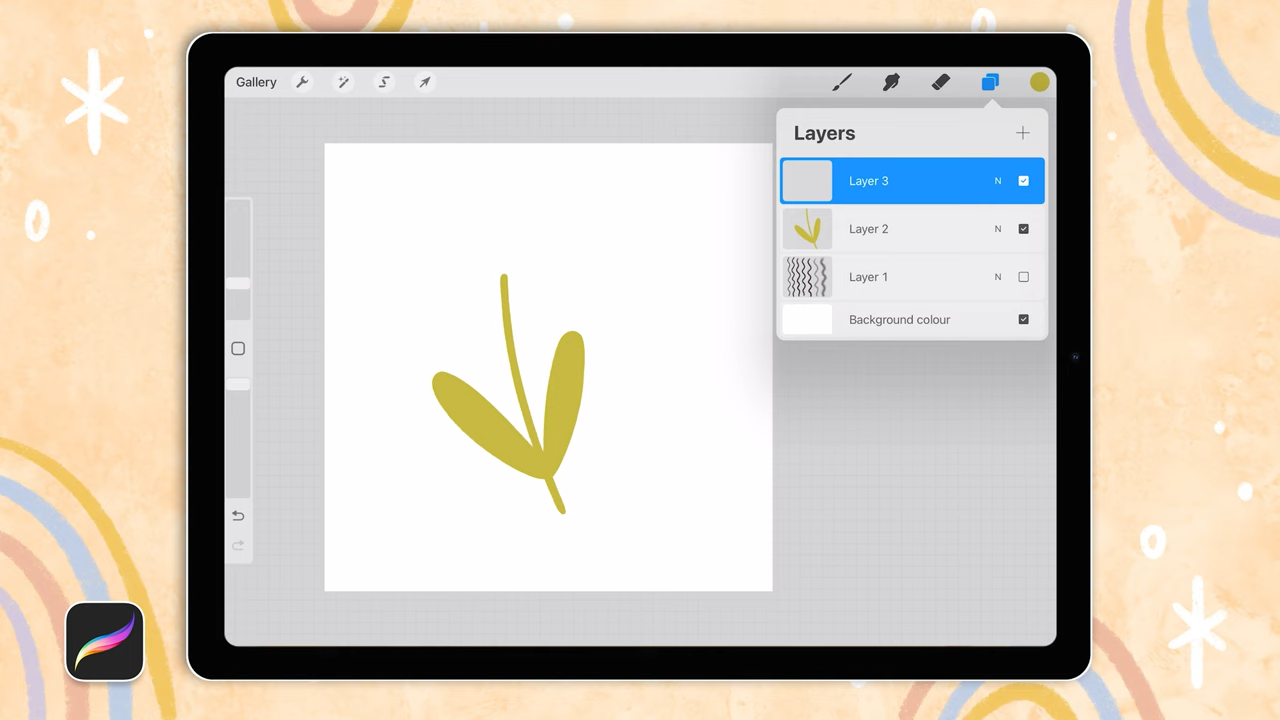 Gallery
Layers
Layer 3 N
Layer 2 N
Layer 1 N
Background colour